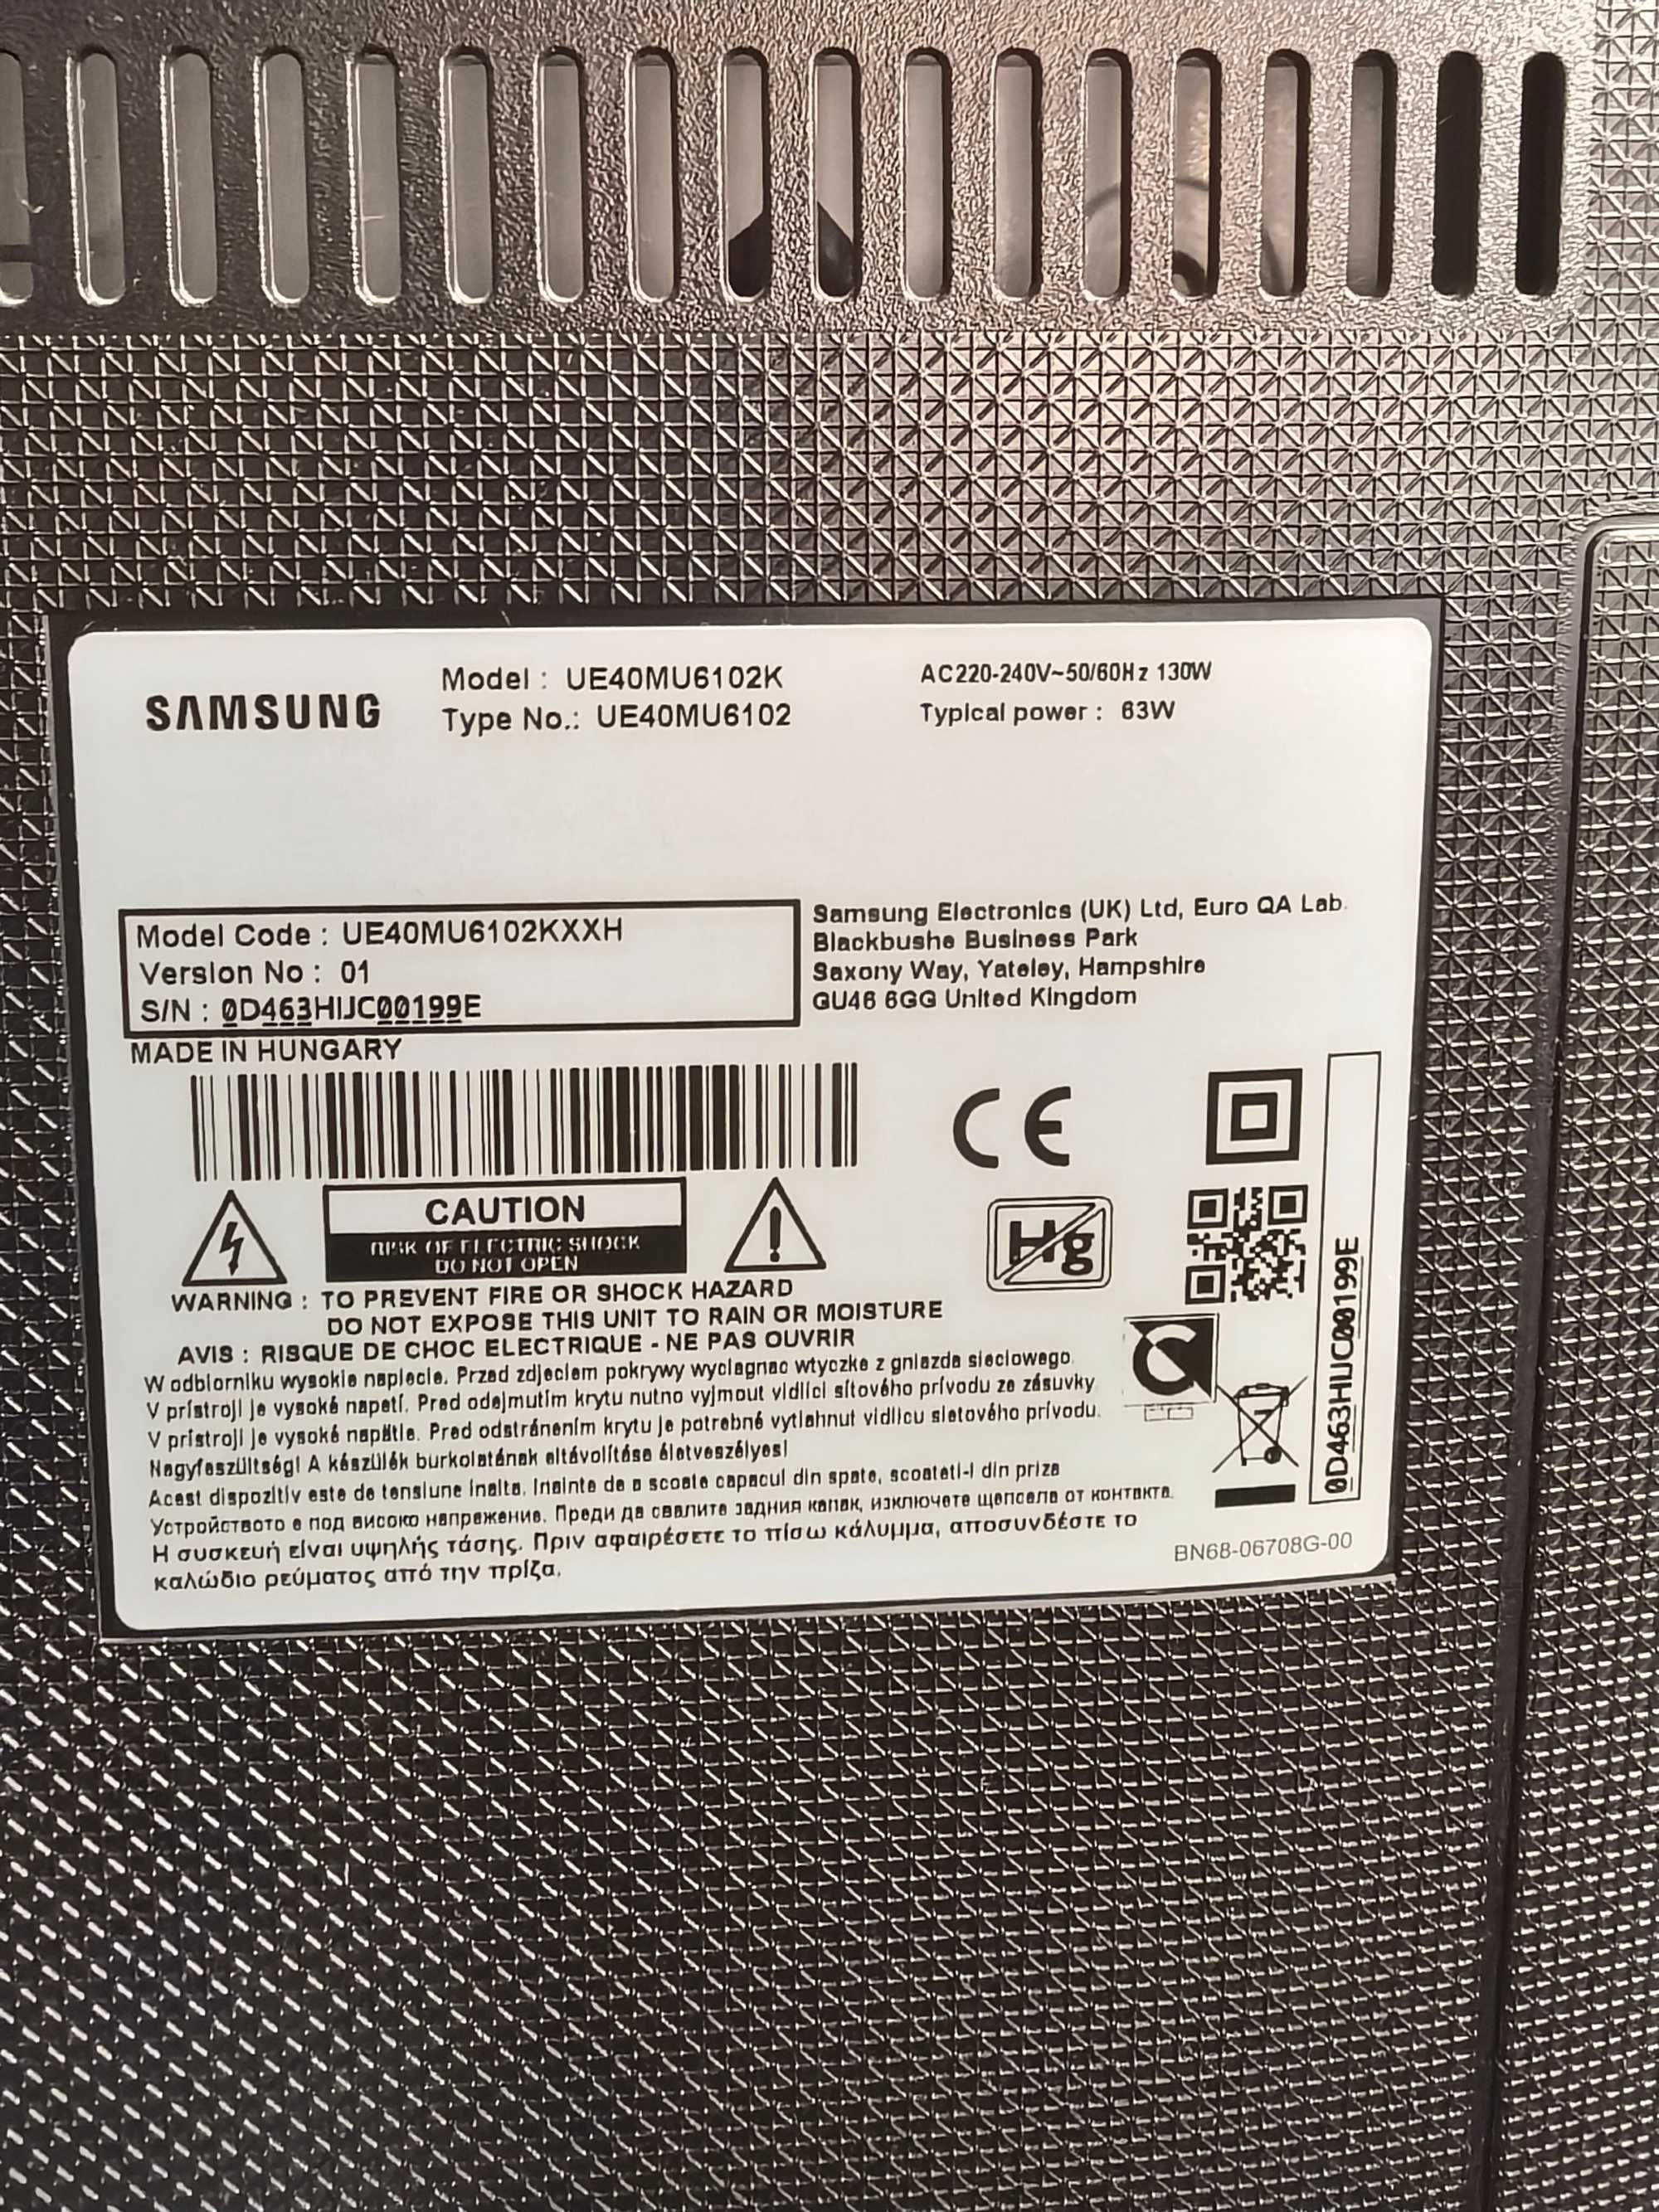 SAMSUNG
Model : UE40MU6102K
Type No.: UE40MU6102
AC220-240V~50/60Hz 130W
Typical power : 63W
Model Code : UE40MU6102KXXH
Version No : 01
S/N : 0D463HIJC00199E
MADE IN HUNGARY
Samsung Electronics (UK) Ltd, Euro QA Lab.
Blackbushe Business Park
Saxony Way, Yateley, Hampshire
GU46 6GG United Kingdom
CE
CAUTION
RISK OF ELECTRIC SHOCK
DO NOT OPEN
Hg
WARNING : TO PREVENT FIRE OR SHOCK HAZARD
DO NOT EXPOSE THIS UNIT TO RAIN OR MOISTURE
AVIS : RISQUE DE CHOC ELECTRIQUE - NE PAS OUVRIR
W odbiorniku wysokie napiecie. Przed zdjeciem pokrywy wyciagnac wtyczke z gniazda sieciowego.
V prístroji je vysoké napetí. Pred odejmutím krytu nutno vyjmout vidlici sítového prívodu ze zásuvky
V prístroji je vysoké napätie. Pred odstránením krytu je potrebné vytiahnut vidlicu sietového prívodu.
Nagyfeszültség! A készülék burkolatának eltávolítása életveszélyes!
Acest dispozitiv este de tensiune înalta. Inainte de a scoate capacul din spate, scoateti-l din priza
Устройството е под високо напрежение. Преди да свалите задния капак, изключете щепсела от контакта.
Η συσκευή είναι υψηλής τάσης. Πριν αφαιρέσετε το πίσω κάλυμμα, αποσυνδέστε το
καλώδιο ρεύματος από την πρίζα.
0D463HIJC00199E
BN68-06708G-00